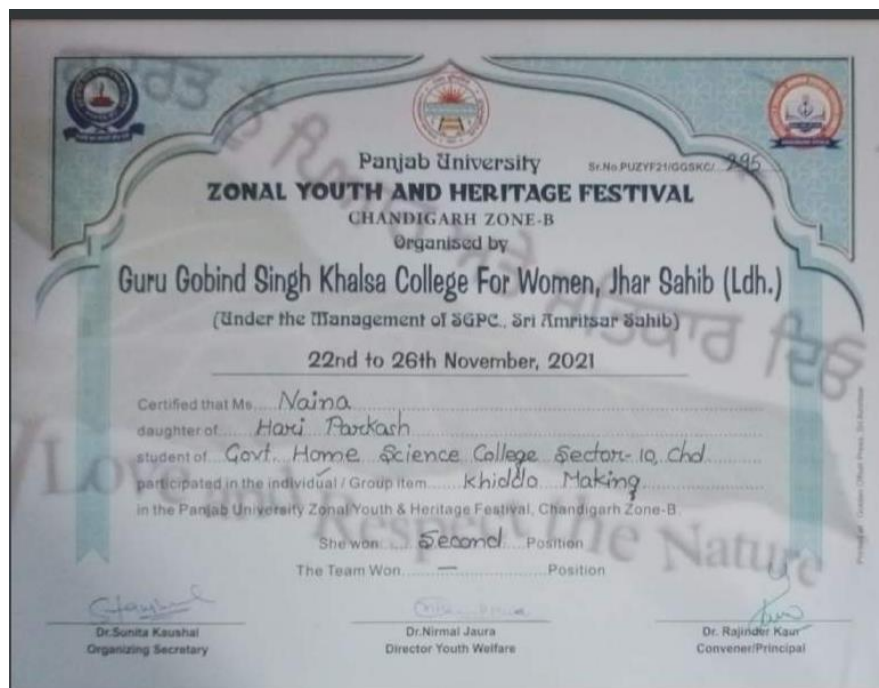 Panjab University
Sr.No.PUZYF21/GGSKC/ 295
ZONAL YOUTH AND HERITAGE FESTIVAL
CHANDIGARH ZONE-B
Organised by
Guru Gobind Singh Khalsa College For Women, Jhar Sahib (Ldh.)
(Under the Management of SGPC., Sri Amritsar Sahib)
22nd to 26th November, 2021
Certified that Ms..... Naina
daughter of..... Hari Parkash
student of Govt. Home Science College Sector-10, Chd
participated in the individual / Group item..... Khiddo Making
in the Panjab University Zonal Youth & Heritage Festival, Chandigarh Zone-B.
She won..... Second.... Position
The Team Won..... — .....Position
Love and Respect the Nature
ਸਤਿਕਾਰ ਦਿਓ
Dr.Sunita Kaushal
Organizing Secretary
Dr.Nirmal Jaura
Director Youth Welfare
Dr. Rajinder Kaur
Convener/Principal